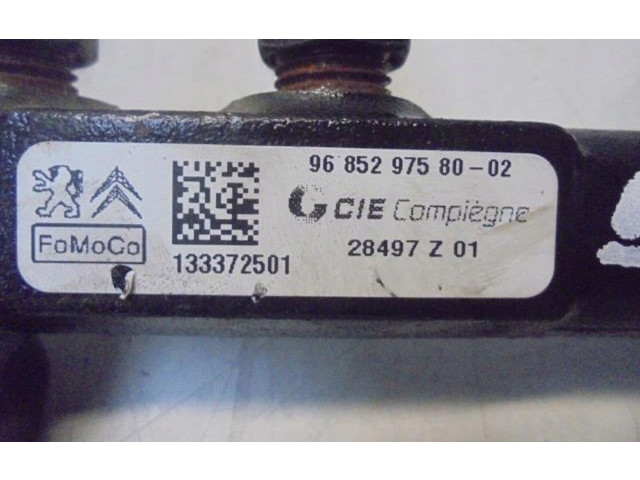 96 852 975 80-02
CIE Compiègne
FoMoCo
28497 Z 01
133372501